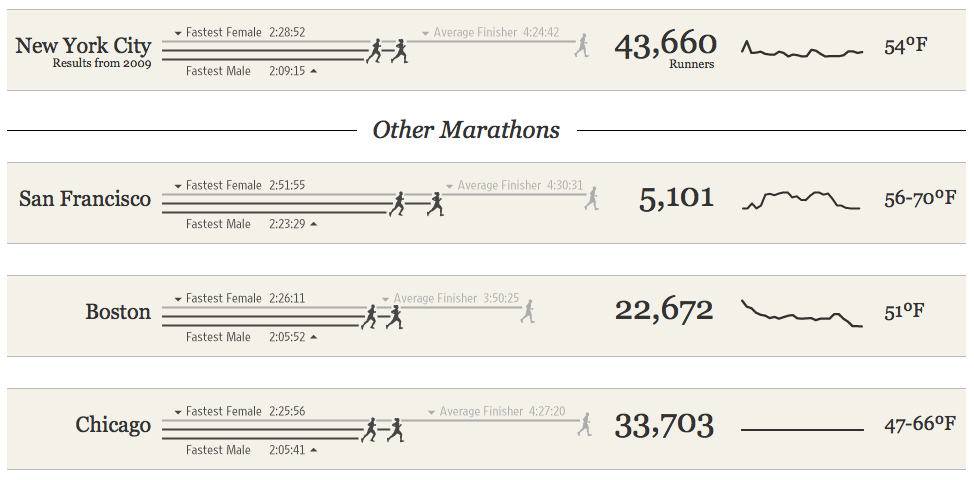 Fastest Female 2:28:52
Average Finisher 4:24:42
New York City
Results from 2009
Fastest Male 2:09:15
43,660
Runners
54ºF
Other Marathons
Fastest Female 2:51:55
Average Finisher 4:30:31
San Francisco
Fastest Male 2:23:29
5,101
56-70ºF
Fastest Female 2:26:11
Average Finisher 3:50:25
Boston
Fastest Male 2:05:52
22,672
51ºF
Fastest Female 2:25:56
Average Finisher 4:27:20
Chicago
Fastest Male 2:05:41
33,703
47-66ºF